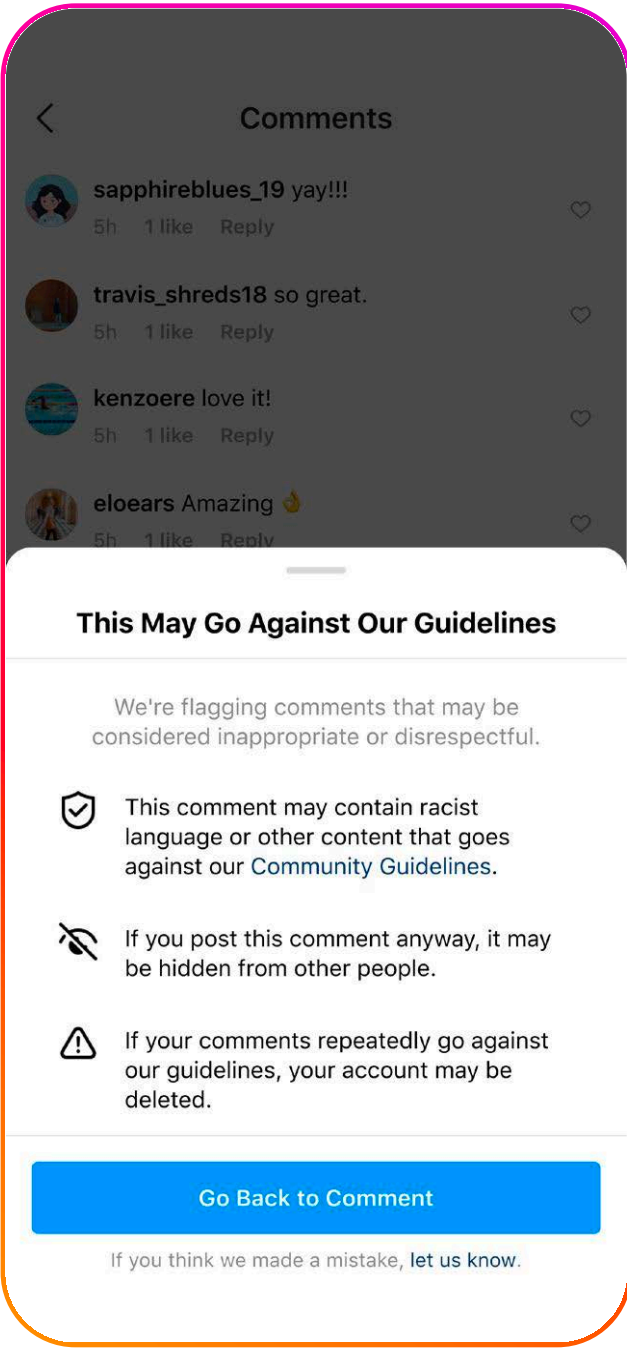 Comments
sapphireblues_19 yay!!!
5h 1 like Reply
travis_shreds18 so great.
5h 1 like Reply
kenzoere love it!
5h 1 like Reply
eloears Amazing 👌
5h 1 like Reply
This May Go Against Our Guidelines
We're flagging comments that may be
considered inappropriate or disrespectful.
This comment may contain racist
language or other content that goes
against our Community Guidelines.
If you post this comment anyway, it may
be hidden from other people.
If your comments repeatedly go against
our guidelines, your account may be
deleted.
Go Back to Comment
If you think we made a mistake, let us know.